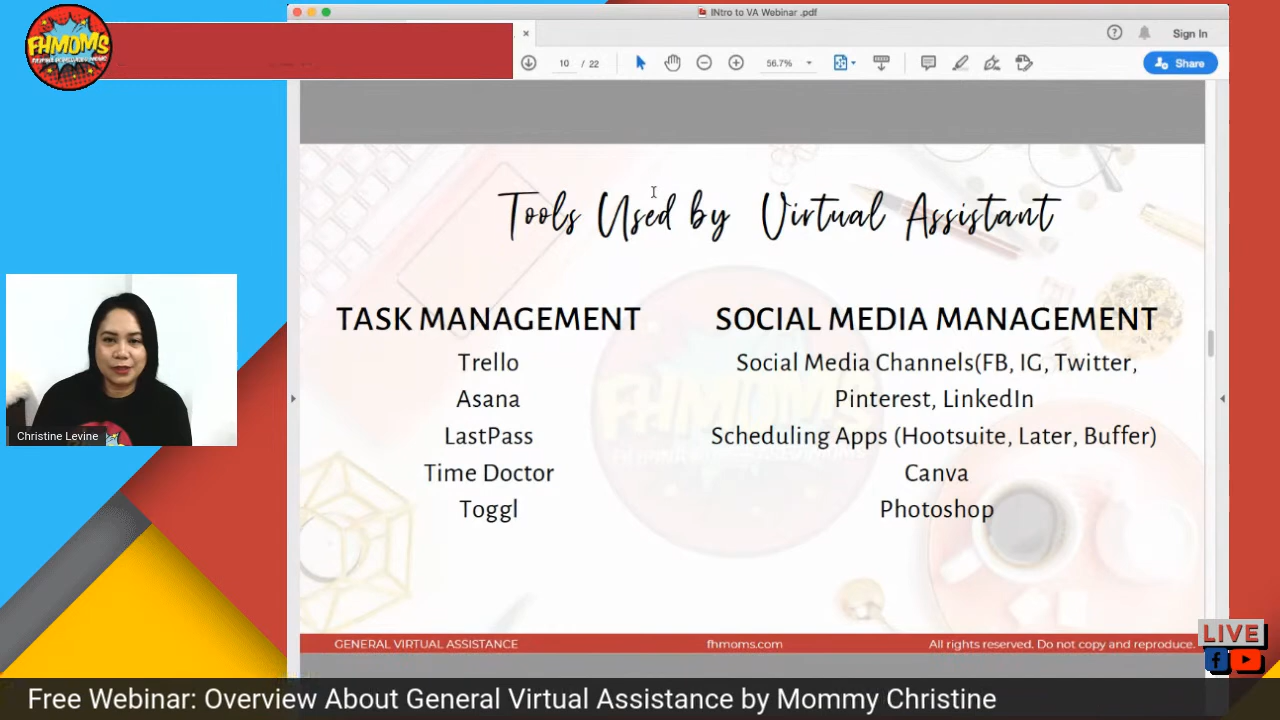 FHMOMS
INtro to VA Webinar .pdf
Sign In
10 / 22
56.7%
Share
Tools Used by Virtual Assistant
TASK MANAGEMENT
Trello
Asana
LastPass
Time Doctor
Toggl
SOCIAL MEDIA MANAGEMENT
Social Media Channels(FB, IG, Twitter,
Pinterest, LinkedIn
Scheduling Apps (Hootsuite, Later, Buffer)
Canva
Photoshop
FHMOMS
Christine Levine
GENERAL VIRTUAL ASSISTANCE
fhmoms.com
All rights reserved. Do not copy and reproduce.
LIVE
Free Webinar: Overview About General Virtual Assistance by Mommy Christine